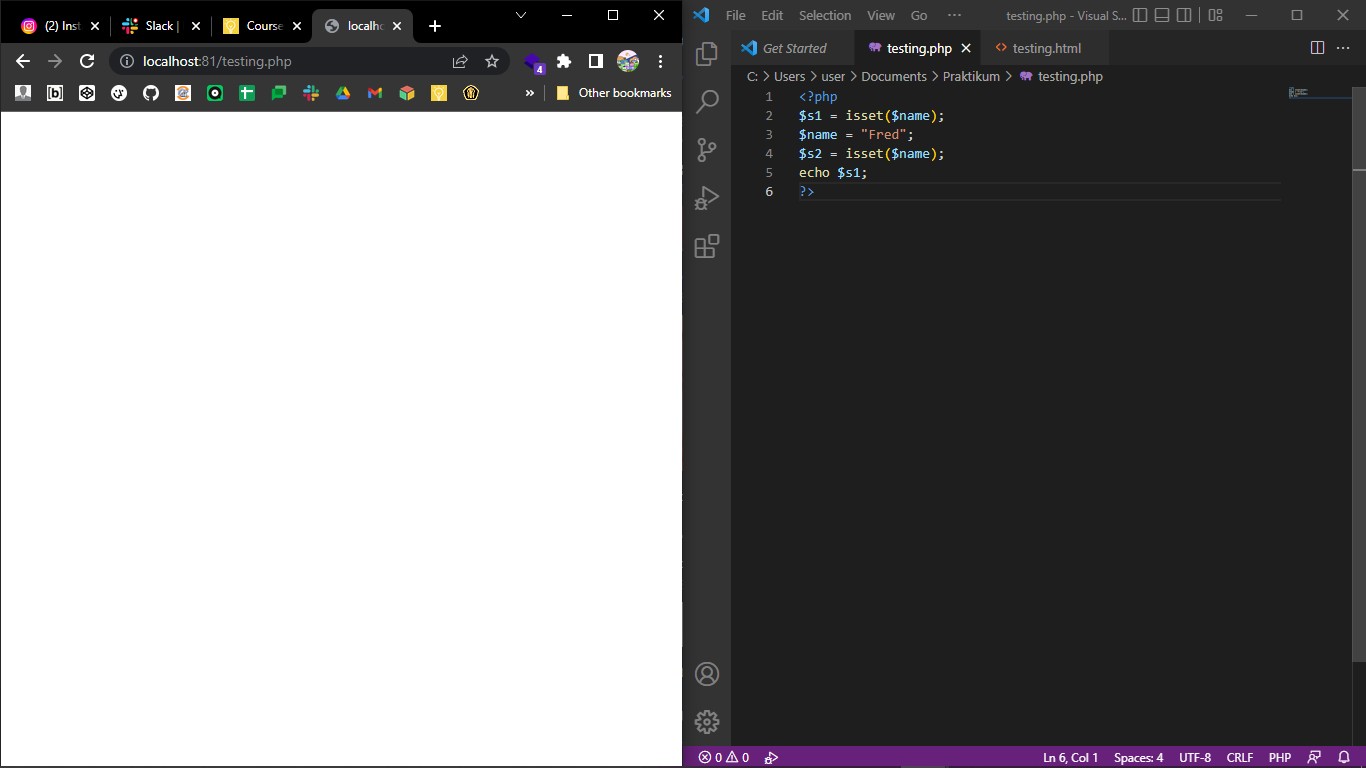 (2) Inst
Slack |
Course
localho
localhost:81/testing.php
4
Other bookmarks
File Edit Selection View Go ... testing.php - Visual S...
Get Started
testing.php
testing.html
C: > Users > user > Documents > Praktikum > testing.php
1 <?php
2 $s1 = isset($name);
3 $name = "Fred";
4 $s2 = isset($name);
5 echo $s1;
6 ?>
0 0 Ln 6, Col 1 Spaces: 4 UTF-8 CRLF PHP